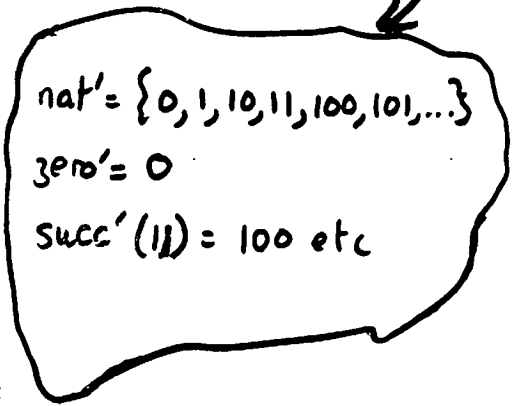 nat' = {0, 1, 10, 11, 100, 101, ...}
zero' = 0
succ' (11) = 100 etc